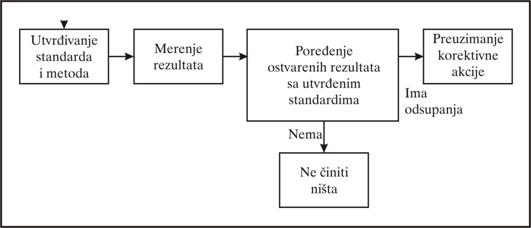 Utvrđivanje
standarda
i metoda
Merenje
rezultata
Poređenje
ostvarenih rezultata
sa utvrđenim
standardima
Preuzimanje
korektivne
akcije
Ima
odsupanja
Nema
Ne činiti
ništa